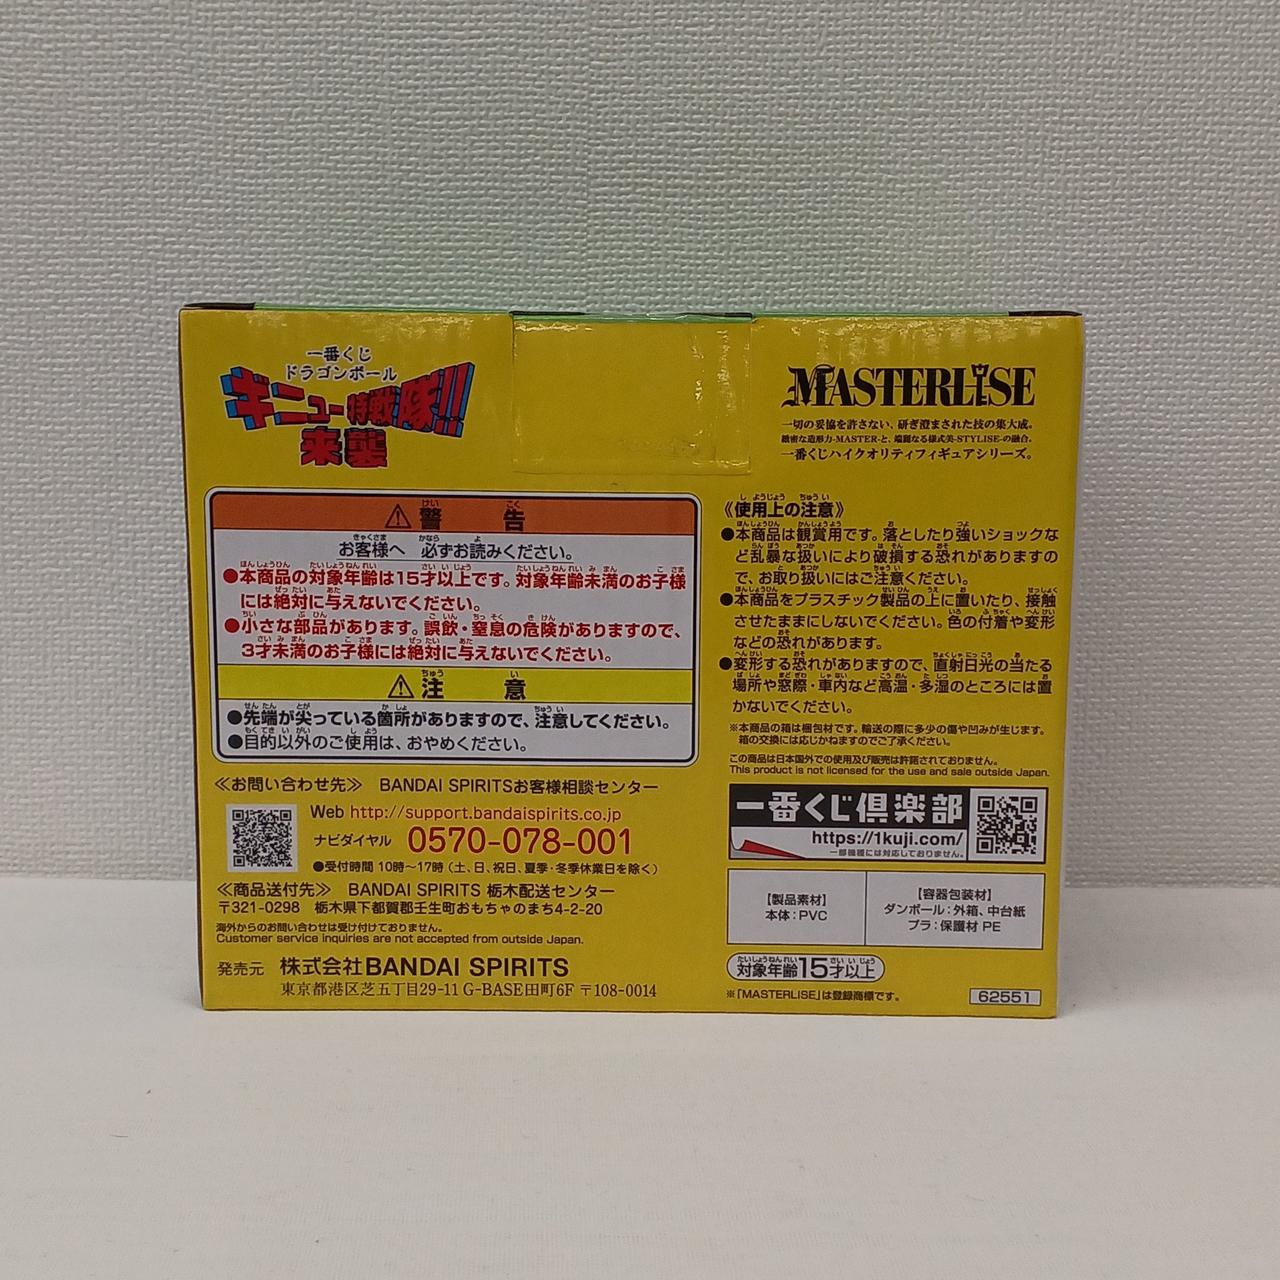 一番くじ
ドラゴンボール
ギニュー特戦隊!!
来襲
MASTERLISE
一切の妥協を許さない、研ぎ澄まされた技の集大成。
緻密な造形力-MASTER-と、端麗なる様式美-STYLISE-の融合。
一番くじハイクオリティフィギュアシリーズ。
⚠警告
お客様へ 必ずお読みください。
●本商品の対象年齢は15才以上です。対象年齢未満のお子様
には絶対に与えないでください。
●小さな部品があります。誤飲・窒息の危険がありますので、
3才未満のお子様には絶対に与えないでください。
⚠注意
●先端が尖っている箇所がありますので、注意してください。
●目的以外のご使用は、おやめください。
≪お問い合わせ先≫ BANDAI SPIRITSお客様相談センター
Web http://support.bandaispirits.co.jp
ナビダイヤル 0570-078-001
●受付時間 10時〜17時(土、日、祝日、夏季・冬季休業日を除く)
≪商品送付先≫ BANDAI SPIRITS 栃木配送センター
〒321-0298 栃木県下都賀郡壬生町おもちゃのまち4-2-20
海外からのお問い合わせは受け付けておりません。
Customer service inquiries are not accepted from outside Japan.
発売元 株式会社BANDAI SPIRITS
東京都港区芝五丁目29-11 G-BASE田町6F 〒108-0014
《使用上の注意》
●本商品は観賞用です。落としたり強いショックな
ど乱暴な扱いにより破損する恐れがありますの
で、お取り扱いにはご注意ください。
●本商品をプラスチック製品の上に置いたり、接触
させたままにしないでください。色の付着や変形
などの恐れがあります。
●変形する恐れがありますので、直射日光の当たる
場所や窓際・車内など高温・多湿のところには置
かないでください。
※本商品の箱は梱包材です。輸送の際に多少の傷や凹みが生じます。
箱の交換には応じかねますのでご了承ください。
この商品は日本国外での使用及び販売は許諾されておりません。
This product is not licensed for the use and sale outside Japan.
一番くじ倶楽部
https://1kuji.com/
一部機種には対応しておりません。
【製品素材】
本体:PVC
【容器包装材】
ダンボール:外箱、中台紙
プラ:保護材 PE
対象年齢15才以上
※「MASTERLISE」は登録商標です。
62551